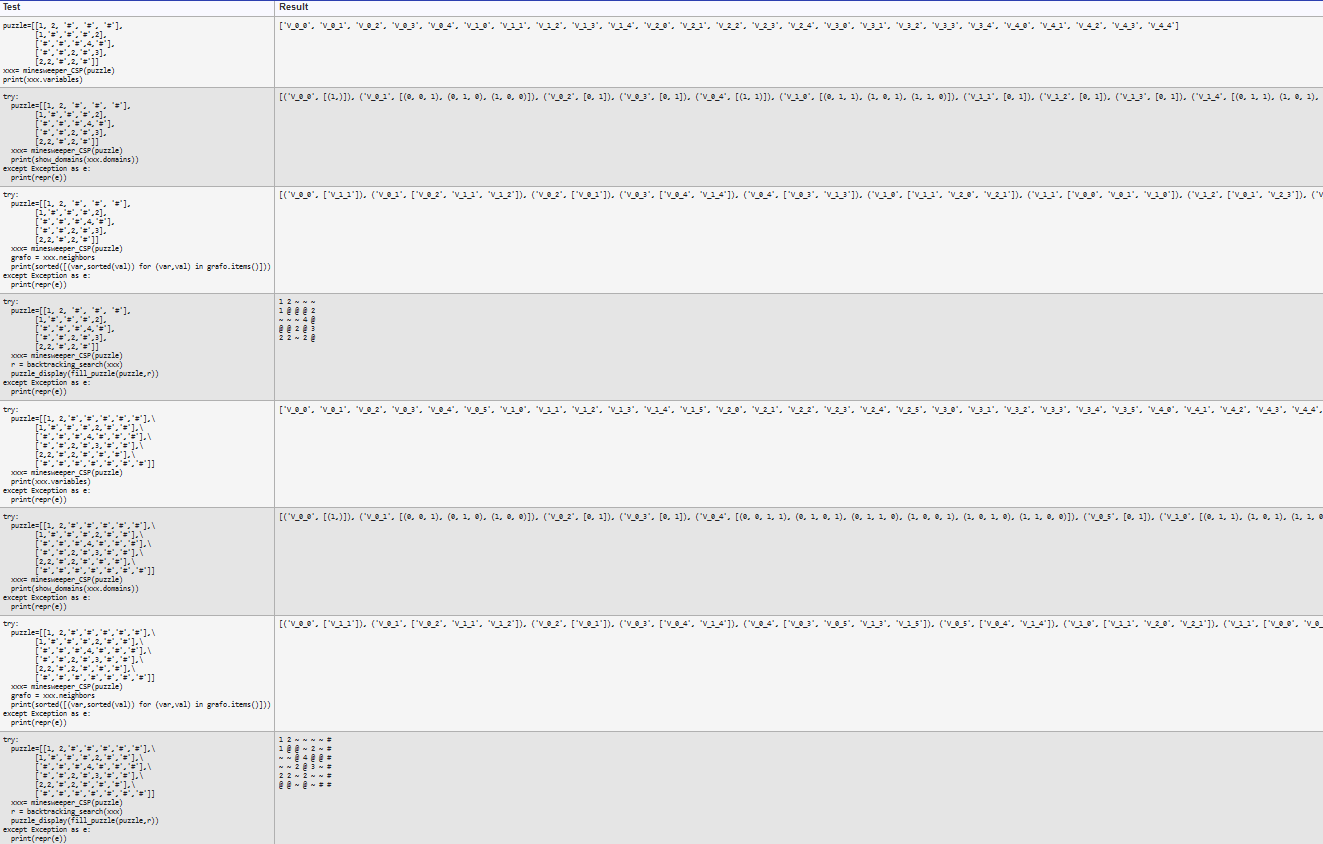 Test
Result
puzzle=[[1, 2, '#', '#', '#'],
[1,'#','#','#',2],
['#','#','#',4,'#'],
['#','#',2,'#',3],
[2,2,'#',2,'#']]
xxx= minesweeper_CSP(puzzle)
print(xxx.variables)
['V_0_0', 'V_0_1', 'V_0_2', 'V_0_3', 'V_0_4', 'V_1_0', 'V_1_1', 'V_1_2', 'V_1_3', 'V_1_4', 'V_2_0', 'V_2_1', 'V_2_2', 'V_2_3', 'V_2_4', 'V_3_0', 'V_3_1', 'V_3_2', 'V_3_3', 'V_3_4', 'V_4_0', 'V_4_1', 'V_4_2', 'V_4_3', 'V_4_4']
try:
puzzle=[[1, 2, '#', '#', '#'],
[1,'#','#','#',2],
['#','#','#',4,'#'],
['#','#',2,'#',3],
[2,2,'#',2,'#']]
xxx= minesweeper_CSP(puzzle)
print(show_domains(xxx.domains))
except Exception as e:
print(repr(e))
[('V_0_0', [(1,)]), ('V_0_1', [(0, 0, 1), (0, 1, 0), (1, 0, 0)]), ('V_0_2', [0, 1]), ('V_0_3', [0, 1]), ('V_0_4', [(1, 1)]), ('V_1_0', [(0, 1, 1), (1, 0, 1), (1, 1, 0)]), ('V_1_1', [0, 1]), ('V_1_2', [0, 1]), ('V_1_3', [0, 1]), ('V_1_4', [(0, 1, 1), (1, 0, 1),
try:
puzzle=[[1, 2, '#', '#', '#'],
[1,'#','#','#',2],
['#','#','#',4,'#'],
['#','#',2,'#',3],
[2,2,'#',2,'#']]
xxx= minesweeper_CSP(puzzle)
grafo = xxx.neighbors
print(sorted([(var,sorted(val)) for (var,val) in grafo.items()]))
except Exception as e:
print(repr(e))
[('V_0_0', ['V_1_1']), ('V_0_1', ['V_0_2', 'V_1_1', 'V_1_2']), ('V_0_2', ['V_0_1']), ('V_0_3', ['V_0_4', 'V_1_4']), ('V_0_4', ['V_0_3', 'V_1_3']), ('V_1_0', ['V_1_1', 'V_2_0', 'V_2_1']), ('V_1_1', ['V_0_0', 'V_0_1', 'V_1_0']), ('V_1_2', ['V_0_1', 'V_2_3']), ('V
try:
puzzle=[[1, 2, '#', '#', '#'],
[1,'#','#','#',2],
['#','#','#',4,'#'],
['#','#',2,'#',3],
[2,2,'#',2,'#']]
xxx= minesweeper_CSP(puzzle)
r = backtracking_search(xxx)
puzzle_display(fill_puzzle(puzzle,r))
except Exception as e:
print(repr(e))
1 2 ~ ~ ~
1 @ @ @ 2
~ ~ ~ 4 @
@ @ 2 @ 3
2 2 ~ 2 @
try:
puzzle=[[1, 2,'#','#','#','#','#'],\
[1,'#','#','#',2,'#','#'],\
['#','#','#',4,'#','#','#'],\
['#','#',2,'#',3,'#','#'],\
[2,2,'#',2,'#','#','#'],\
['#','#','#','#','#','#','#']]
xxx= minesweeper_CSP(puzzle)
print(xxx.variables)
except Exception as e:
print(repr(e))
['V_0_0', 'V_0_1', 'V_0_2', 'V_0_3', 'V_0_4', 'V_0_5', 'V_1_0', 'V_1_1', 'V_1_2', 'V_1_3', 'V_1_4', 'V_1_5', 'V_2_0', 'V_2_1', 'V_2_2', 'V_2_3', 'V_2_4', 'V_2_5', 'V_3_0', 'V_3_1', 'V_3_2', 'V_3_3', 'V_3_4', 'V_3_5', 'V_4_0', 'V_4_1', 'V_4_2', 'V_4_3', 'V_4_4',
try:
puzzle=[[1, 2,'#','#','#','#','#'],\
[1,'#','#','#',2,'#','#'],\
['#','#','#',4,'#','#','#'],\
['#','#',2,'#',3,'#','#'],\
[2,2,'#',2,'#','#','#'],\
['#','#','#','#','#','#','#']]
xxx= minesweeper_CSP(puzzle)
print(show_domains(xxx.domains))
except Exception as e:
print(repr(e))
[('V_0_0', [(1,)]), ('V_0_1', [(0, 0, 1), (0, 1, 0), (1, 0, 0)]), ('V_0_2', [0, 1]), ('V_0_3', [0, 1]), ('V_0_4', [(0, 0, 1, 1), (0, 1, 0, 1), (0, 1, 1, 0), (1, 0, 0, 1), (1, 0, 1, 0), (1, 1, 0, 0)]), ('V_0_5', [0, 1]), ('V_1_0', [(0, 1, 1), (1, 0, 1), (1, 1, 0
try:
puzzle=[[1, 2,'#','#','#','#','#'],\
[1,'#','#','#',2,'#','#'],\
['#','#','#',4,'#','#','#'],\
['#','#',2,'#',3,'#','#'],\
[2,2,'#',2,'#','#','#'],\
['#','#','#','#','#','#','#']]
xxx= minesweeper_CSP(puzzle)
grafo = xxx.neighbors
print(sorted([(var,sorted(val)) for (var,val) in grafo.items()]))
except Exception as e:
print(repr(e))
[('V_0_0', ['V_1_1']), ('V_0_1', ['V_0_2', 'V_1_1', 'V_1_2']), ('V_0_2', ['V_0_1']), ('V_0_3', ['V_0_4', 'V_1_4']), ('V_0_4', ['V_0_3', 'V_0_5', 'V_1_3', 'V_1_5']), ('V_0_5', ['V_0_4', 'V_1_4']), ('V_1_0', ['V_1_1', 'V_2_0', 'V_2_1']), ('V_1_1', ['V_0_0', 'V_0_
try:
puzzle=[[1, 2,'#','#','#','#','#'],\
[1,'#','#','#',2,'#','#'],\
['#','#','#',4,'#','#','#'],\
['#','#',2,'#',3,'#','#'],\
[2,2,'#',2,'#','#','#'],\
['#','#','#','#','#','#','#']]
xxx= minesweeper_CSP(puzzle)
r = backtracking_search(xxx)
puzzle_display(fill_puzzle(puzzle,r))
except Exception as e:
print(repr(e))
1 2 ~ ~ ~ ~ #
1 @ @ ~ 2 ~ #
~ ~ @ 4 @ @ #
~ ~ 2 @ 3 ~ #
2 2 ~ 2 ~ ~ #
@ @ ~ @ ~ # #